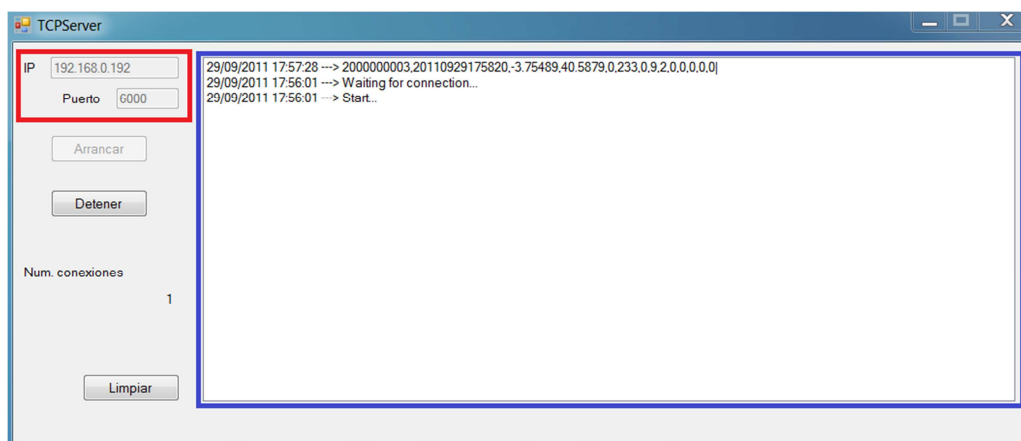 TCPServer
IP 192.168.0.192
Puerto 6000
Arrancar
Detener
Num. conexiones
1
Limpiar
29/09/2011 17:57:28 ---> 2000000003,20110929175820,-3.75489,40.5879,0,233,0,9,2,0,0,0,0,0|
29/09/2011 17:56:01 ---> Waiting for connection...
29/09/2011 17:56:01 ---> Start...